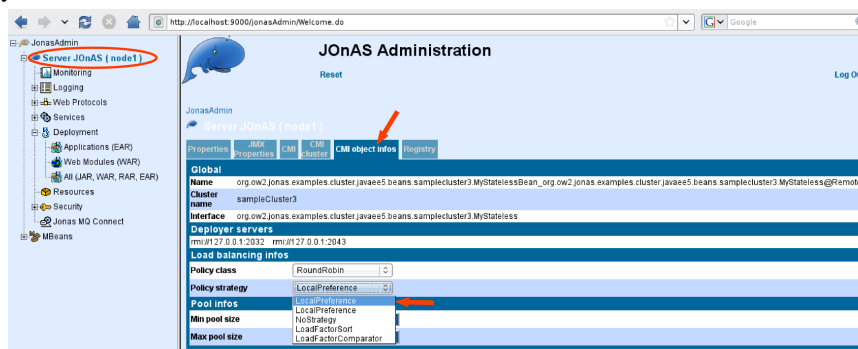 http://localhost:9000/jonasAdmin/Welcome.do
Google
JonasAdmin
Server JOnAS ( node1 )
Monitoring
Logging
Web Protocols
Services
Deployment
Applications (EAR)
Web Modules (WAR)
All (JAR, WAR, RAR, EAR)
Resources
Security
Jonas MQ Connect
MBeans
JOnAS Administration
Reset
Log O
JonasAdmin
Server JOnAS ( node1 )
Properties
JMX Properties
CMI
CMI cluster
CMI object infos
Registry
Global
Name org.ow2.jonas.examples.cluster.javaee5.beans.samplecluster3.MyStatelessBean_org.ow2.jonas.examples.cluster.javaee5.beans.samplecluster3.MyStateless@Remot
Cluster name sampleCluster3
Interface org.ow2.jonas.examples.cluster.javaee5.beans.samplecluster3.MyStateless
Deployer servers
rmi://127.0.0.1:2032 rmi://127.0.0.1:2043
Load balancing infos
Policy class RoundRobin
Policy strategy LocalPreference
LocalPreference
LocalPreference
NoStrategy
LoadFactorSort
LoadFactorComparator
Pool infos
Min pool size
Max pool size